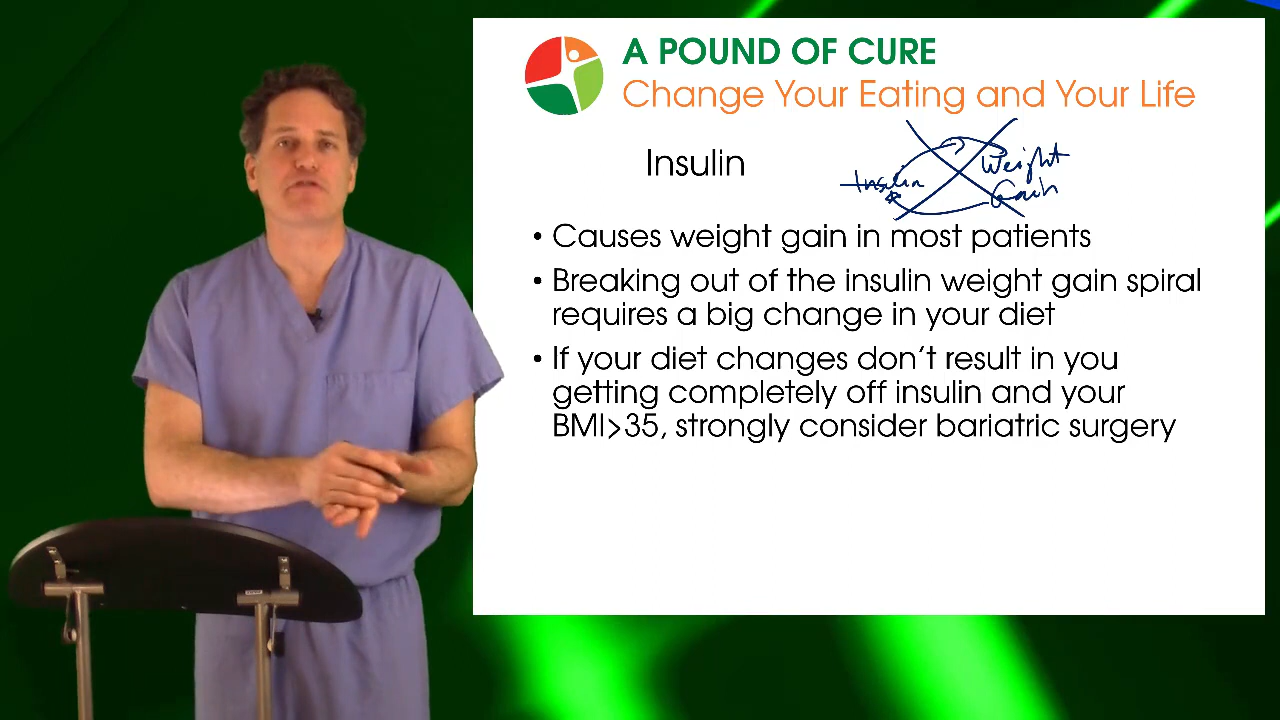 A POUND OF CURE
Change Your Eating and Your Life
Insulin
Insulin
Weight
Gain
• Causes weight gain in most patients
• Breaking out of the insulin weight gain spiral
requires a big change in your diet
• If your diet changes don't result in you
getting completely off insulin and your
BMI>35, strongly consider bariatric surgery